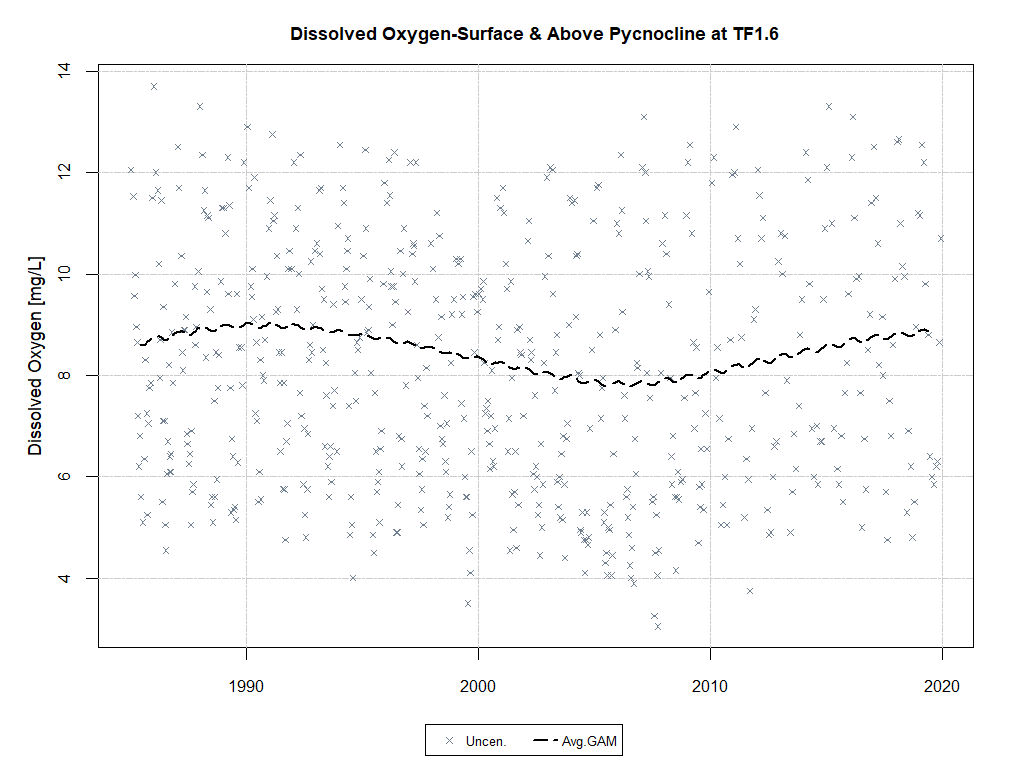 Dissolved Oxygen-Surface & Above Pycnocline at TF1.6
Dissolved Oxygen [mg/L]
14
12
10
8
6
4
1990 2000 2010 2020
Uncen. Avg.GAM